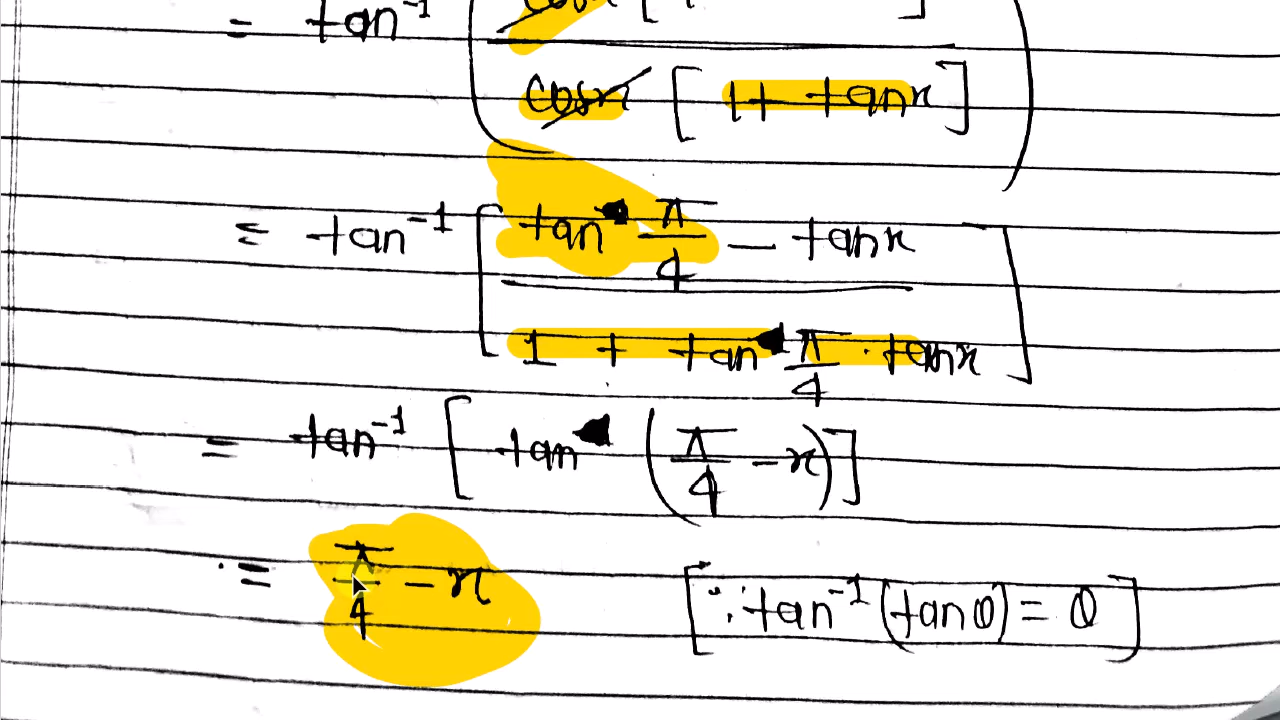 = tan⁻¹
cosx [1 + tanx]
= tan⁻¹ [ tan π/4 − tanx
1 + tan π/4 · tanx ]
= tan⁻¹ [ tan (π/4 − x) ]
= π/4 − x [∵ tan⁻¹(tanθ) = θ]